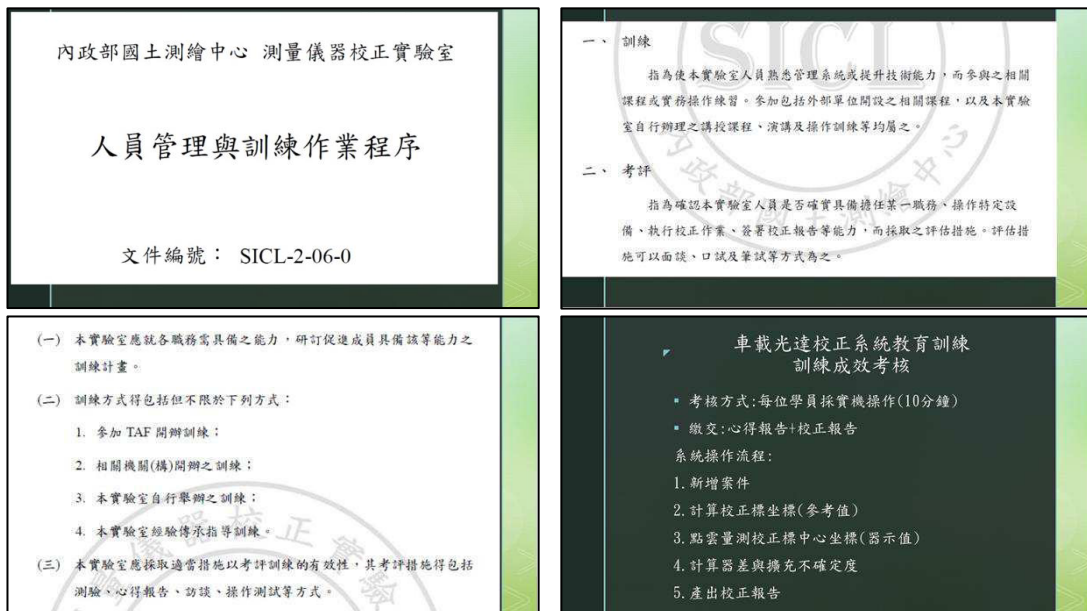 內政部國土測繪中心 測量儀器校正實驗室
人員管理與訓練作業程序
文件編號： SICL-2-06-0
一、 訓練
指為使本實驗室人員熟悉管理系統或提升技術能力，而參與之相關
課程或實務操作練習。參加包括外部單位開設之相關課程，以及本實驗
室自行辦理之講授課程、演講及操作訓練等均屬之。
二、 考評
指為確認本實驗室人員是否確實具備擔任某一職務、操作特定設
備、執行校正作業、簽署校正報告等能力，而採取之評估措施。評估措
施可以面談、口試及筆試等方式為之。
SICL
內政部國土測繪中心
(一) 本實驗室應就各職務需具備之能力，研訂促進成員具備該等能力之
訓練計畫。
(二) 訓練方式得包括但不限於下列方式：
1. 參加 TAF 開辦訓練；
2. 相關機關(構)開辦之訓練；
3. 本實驗室自行舉辦之訓練；
4. 本實驗室經驗傳承指導訓練。
(三) 本實驗室應採取適當措施以考評訓練的有效性，其考評措施得包括
測驗、心得報告、訪談、操作測試等方式。
量儀器校正實驗
車載光達校正系統教育訓練
訓練成效考核
▪ 考核方式:每位學員採實機操作(10分鐘)
▪ 繳交:心得報告+校正報告
系統操作流程:
1.新增案件
2.計算校正標坐標(參考值)
3.點雲量測校正標中心坐標(器示值)
4.計算器差與擴充不確定度
5.產出校正報告